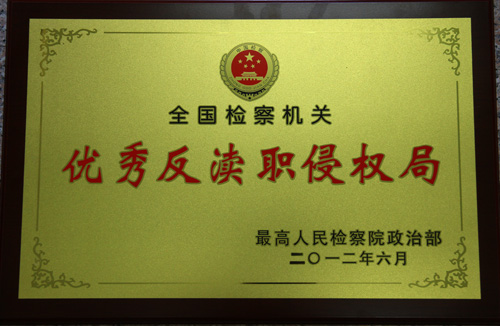 全国检察机关
优秀反渎职侵权局
最高人民检察院政治部
二〇一二年六月